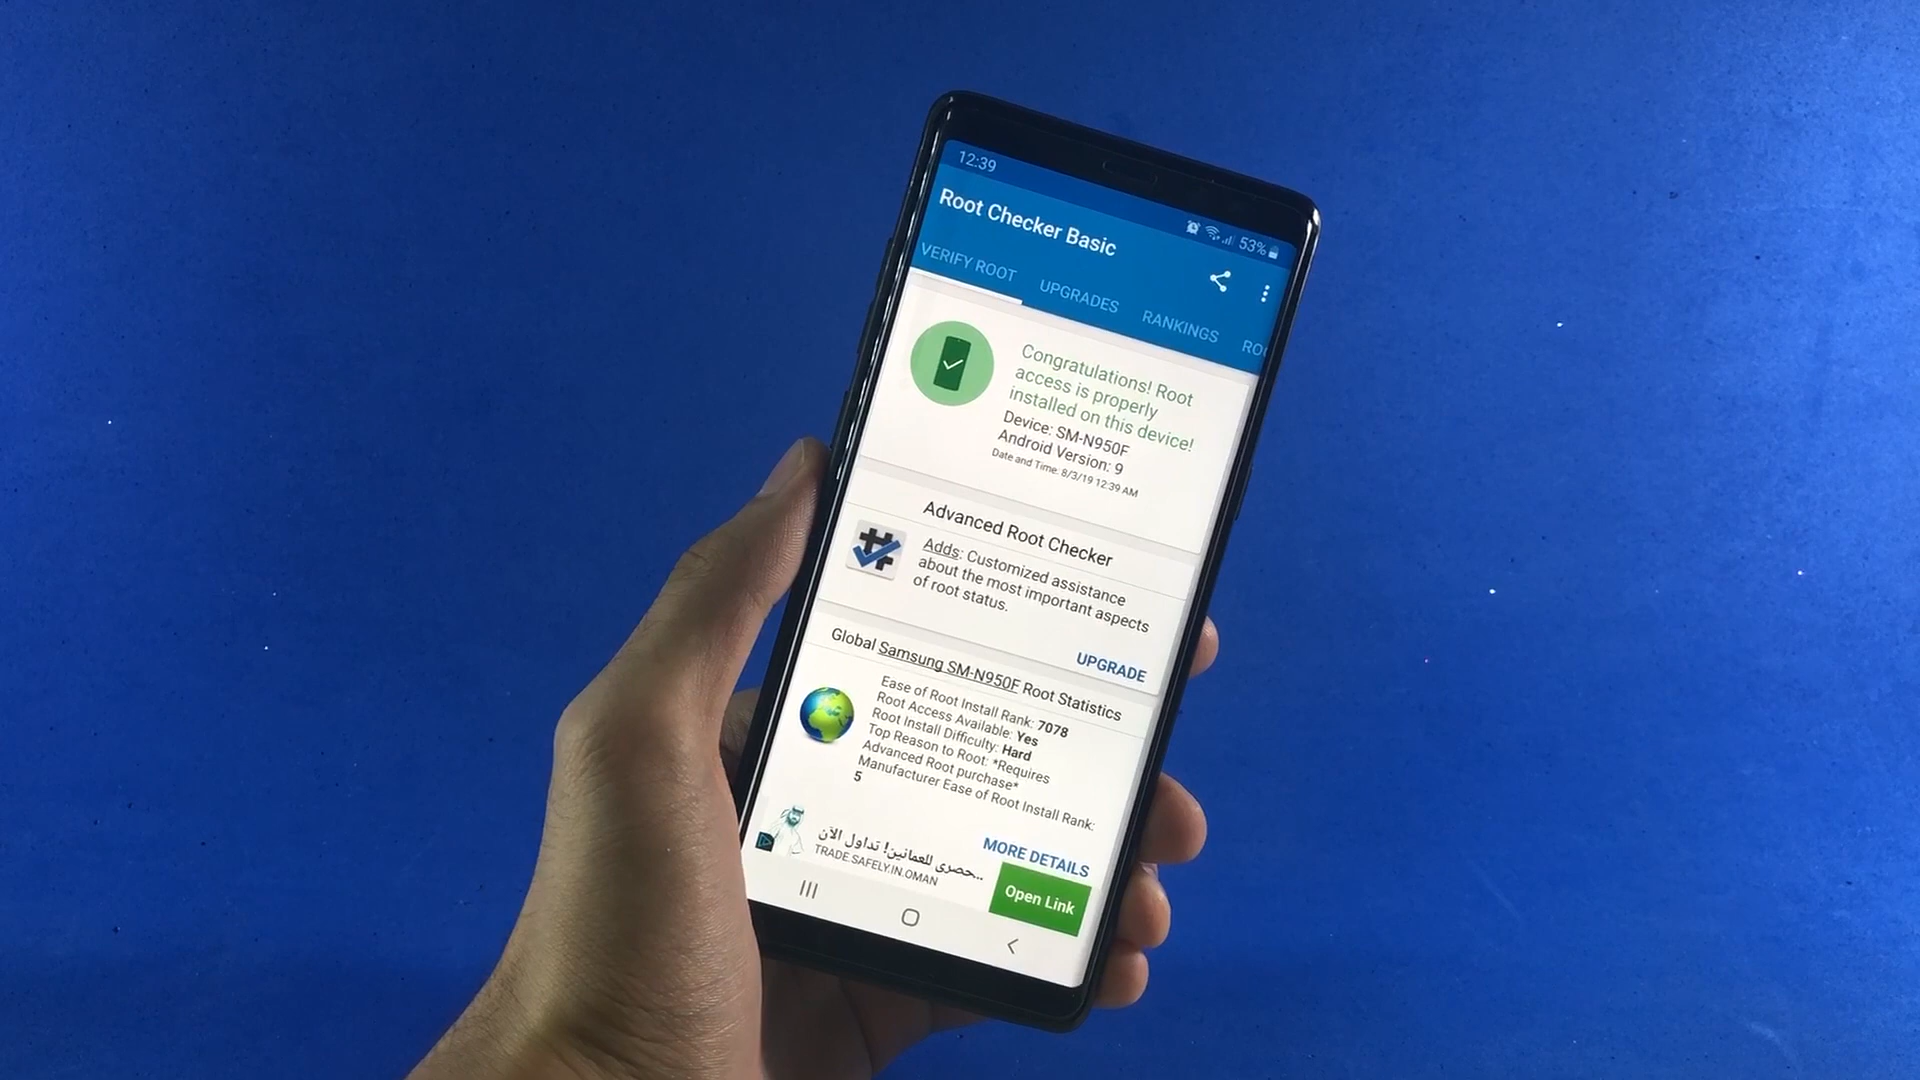 12:39
53%
Root Checker Basic
VERIFY ROOT
UPGRADES
RANKINGS
ROO
Congratulations! Root
access is properly
installed on this device!
Device: SM-N950F
Android Version: 9
Date and Time: 8/3/19 12:39 AM
Advanced Root Checker
Adds: Customized assistance
about the most important aspects
of root status.
UPGRADE
Global Samsung SM-N950F Root Statistics
Ease of Root Install Rank: 7078
Root Access Available: Yes
Root Install Difficulty: Hard
Top Reason to Root: *Requires
Advanced Root purchase*
Manufacturer Ease of Root Install Rank:
5
MORE DETAILS
حصري للعمانين! تداول الآن...
TRADE.SAFELY.IN.OMAN
Open Link